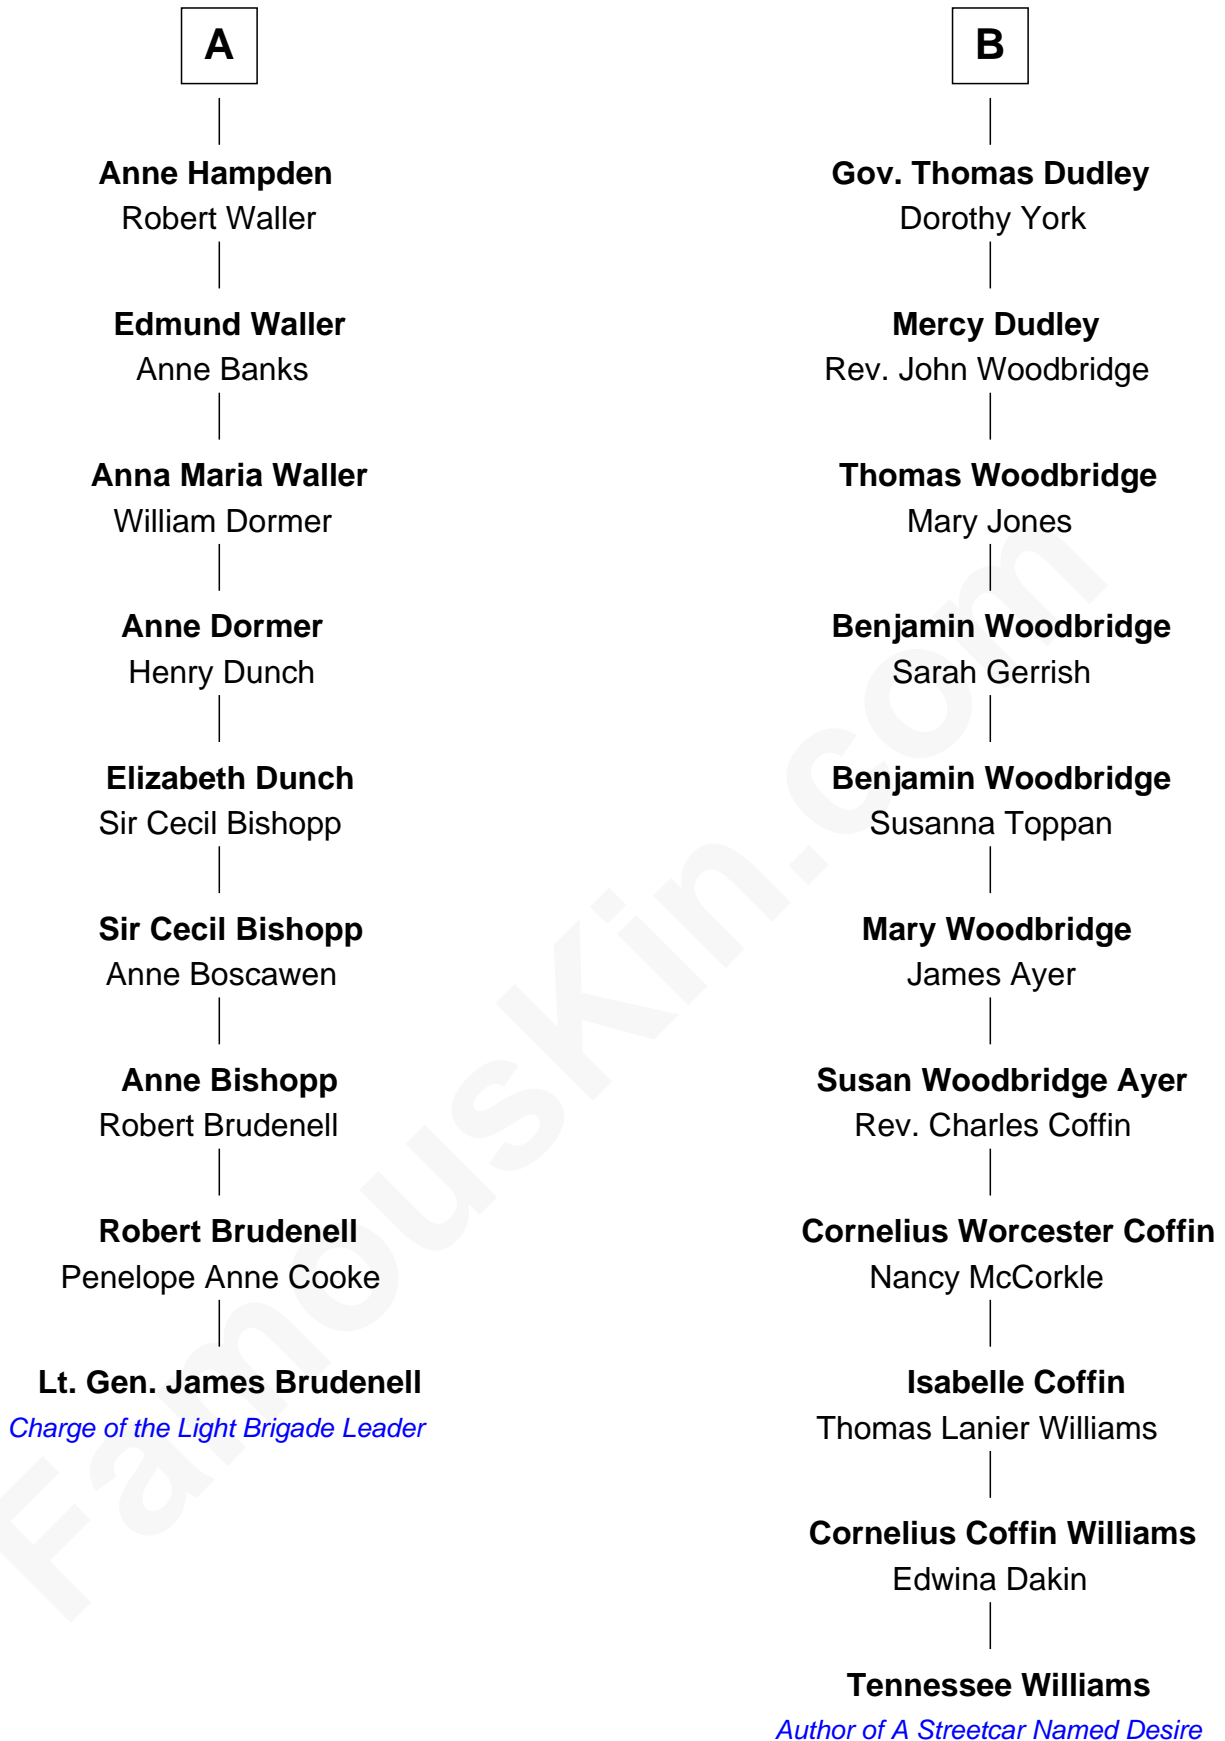 A
Anne Hampden
Robert Waller
Edmund Waller
Anne Banks
Anna Maria Waller
William Dormer
Anne Dormer
Henry Dunch
Elizabeth Dunch
Sir Cecil Bishopp
Sir Cecil Bishopp
Anne Boscawen
Anne Bishopp
Robert Brudenell
Robert Brudenell
Penelope Anne Cooke
Lt. Gen. James Brudenell
Charge of the Light Brigade Leader
B
Gov. Thomas Dudley
Dorothy York
Mercy Dudley
Rev. John Woodbridge
Thomas Woodbridge
Mary Jones
Benjamin Woodbridge
Sarah Gerrish
Benjamin Woodbridge
Susanna Toppan
Mary Woodbridge
James Ayer
Susan Woodbridge Ayer
Rev. Charles Coffin
Cornelius Worcester Coffin
Nancy McCorkle
Isabelle Coffin
Thomas Lanier Williams
Cornelius Coffin Williams
Edwina Dakin
Tennessee Williams
Author of A Streetcar Named Desire
FamousKin.com